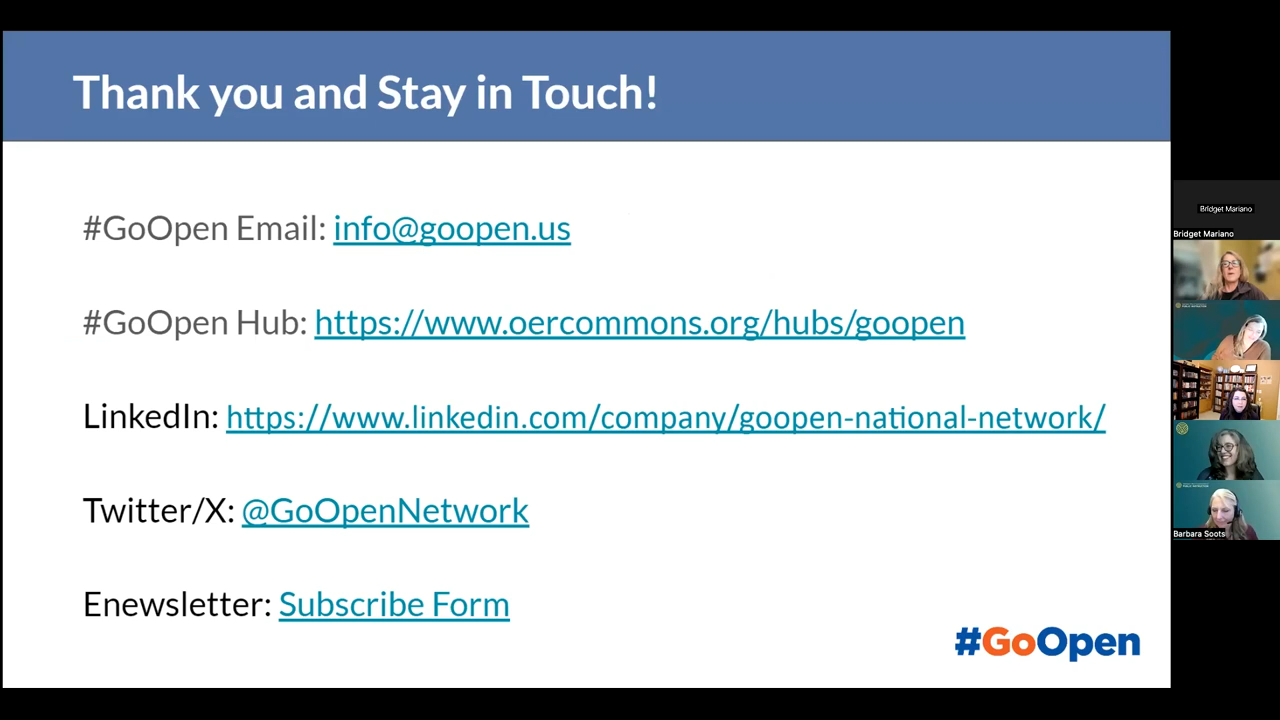 Thank you and Stay in Touch!
#GoOpen Email: info@goopen.us
#GoOpen Hub: https://www.oercommons.org/hubs/goopen
LinkedIn: https://www.linkedin.com/company/goopen-national-network/
Twitter/X: @GoOpenNetwork
Enewsletter: Subscribe Form
#GoOpen
Bridget Mariano
Bridget Mariano
Barbara Soots